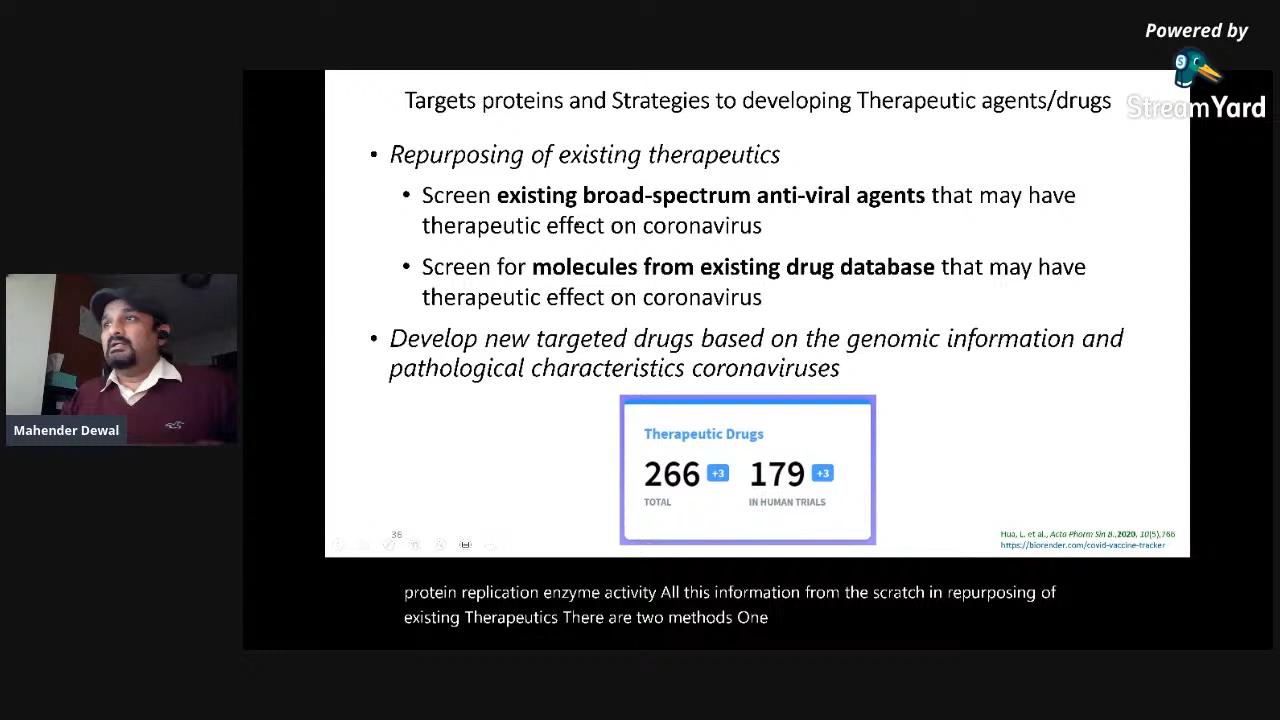 Powered by
StreamYard
Targets proteins and Strategies to developing Therapeutic agents/drugs
• Repurposing of existing therapeutics
• Screen existing broad-spectrum anti-viral agents that may have
therapeutic effect on coronavirus
• Screen for molecules from existing drug database that may have
therapeutic effect on coronavirus
• Develop new targeted drugs based on the genomic information and
pathological characteristics coronaviruses
Therapeutic Drugs
266 +3 179 +3
TOTAL IN HUMAN TRIALS
36
Hua, L. et al., Acta Pharm Sin B.,2020, 10(5),766
https://biorender.com/covid-vaccine-tracker
Mahender Dewal
protein replication enzyme activity All this information from the scratch in repurposing of
existing Therapeutics There are two methods One